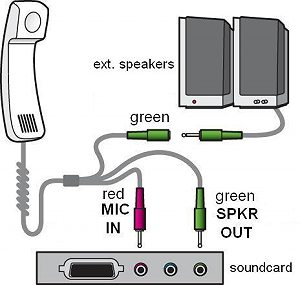 ext. speakers
green
red
MIC
IN
green
SPKR
OUT
soundcard